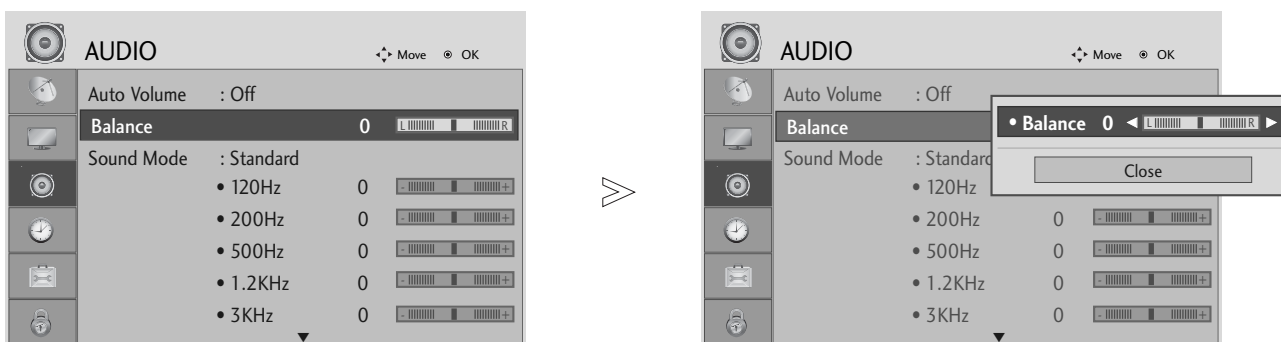 AUDIO
Move OK
Auto Volume : Off
Balance 0 L R
Sound Mode : Standard
• 120Hz 0 - +
• 200Hz 0 - +
• 500Hz 0 - +
• 1.2KHz 0 - +
• 3KHz 0 - +
AUDIO
Move OK
Auto Volume : Off
Balance
• Balance 0 L R
Sound Mode : Standard
Close
• 120Hz
• 200Hz 0 - +
• 500Hz 0 - +
• 1.2KHz 0 - +
• 3KHz 0 - +